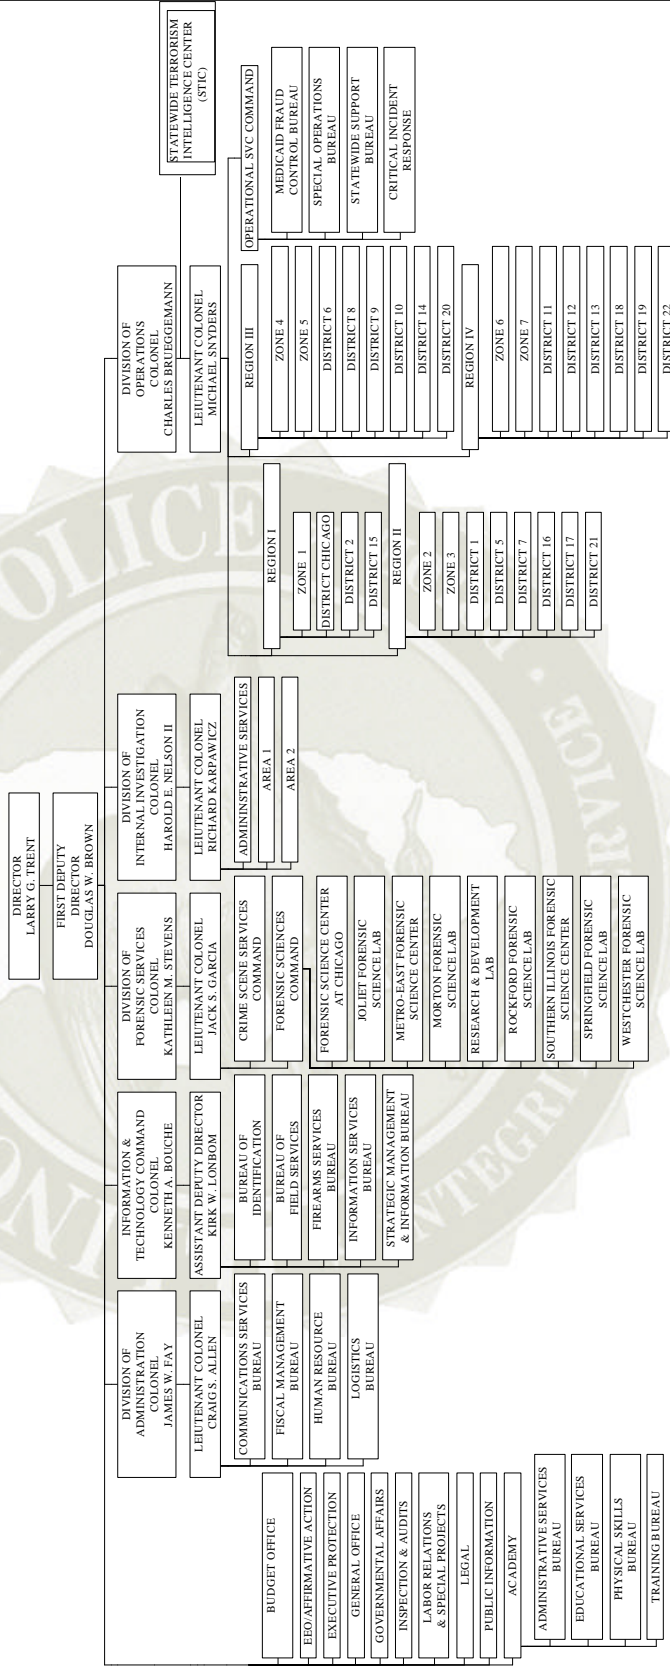 DIRECTOR
LARRY G. TRENT
FIRST DEPUTY
DIRECTOR
DOUGLAS W. BROWN
BUDGET OFFICE
EEO/AFFIRMATIVE ACTION
EXECUTIVE PROTECTION
GENERAL OFFICE
GOVERNMENTAL AFFAIRS
INSPECTION & AUDITS
LABOR RELATIONS
& SPECIAL PROJECTS
LEGAL
PUBLIC INFORMATION
ACADEMY
ADMINISTRATIVE SERVICES
BUREAU
EDUCATIONAL SERVICES
BUREAU
PHYSICAL SKILLS
BUREAU
TRAINING BUREAU
DIVISION OF
ADMINISTRATION
COLONEL
JAMES W. FAY
LEIUTENANT COLONEL
CRAIG S. ALLEN
COMMUNICATIONS SERVICES
BUREAU
FISCAL MANAGEMENT
BUREAU
HUMAN RESOURCE
BUREAU
LOGISTICS
BUREAU
INFORMATION &
TECHNOLOGY COMMAND
COLONEL
KENNETH A. BOUCHE
ASSISTANT DEPUTY DIRECTOR
KIRK W. LONBOM
BUREAU OF
IDENTIFICATION
BUREAU OF
FIELD SERVICES
FIREARMS SERVICES
BUREAU
INFORMATION SERVICES
BUREAU
STRATEGIC MANAGEMENT
& INFORMATION BUREAU
DIVISION OF
FORENSIC SERVICES
COLONEL
KATHLEEN M. STEVENS
LEIUTENANT COLONEL
JACK S. GARCIA
CRIME SCENE SERVICES
COMMAND
FORENSIC SCIENCES
COMMAND
FORENSIC SCIENCE CENTER
AT CHICAGO
JOLIET FORENSIC
SCIENCE LAB
METRO-EAST FORENSIC
SCIENCE CENTER
MORTON FORENSIC
SCIENCE LAB
RESEARCH & DEVELOPMENT
LAB
ROCKFORD FORENSIC
SCIENCE LAB
SOUTHERN ILLINOIS FORENSIC
SCIENCE CENTER
SPRINGFIELD FORENSIC
SCIENCE LAB
WESTCHESTER FORENSIC
SCIENCE LAB
DIVISION OF
INTERNAL INVESTIGATION
COLONEL
HAROLD E. NELSON II
LEIUTENANT COLONEL
RICHARD KARPAWICZ
ADMININSTRATIVE SERVICES
AREA 1
AREA 2
DIVISION OF
OPERATIONS
COLONEL
CHARLES BRUEGGEMANN
LEIUTENANT COLONEL
MICHAEL SNYDERS
STATEWIDE TERRORISM
INTELLIGENCE CENTER
(STIC)
REGION I
ZONE 1
DISTRICT CHICAGO
DISTRICT 2
DISTRICT 15
REGION II
ZONE 2
ZONE 3
DISTRICT 1
DISTRICT 5
DISTRICT 7
DISTRICT 16
DISTRICT 17
DISTRICT 21
REGION III
ZONE 4
ZONE 5
DISTRICT 6
DISTRICT 8
DISTRICT 9
DISTRICT 10
DISTRICT 14
DISTRICT 20
REGION IV
ZONE 6
ZONE 7
DISTRICT 11
DISTRICT 12
DISTRICT 13
DISTRICT 18
DISTRICT 19
DISTRICT 22
OPERATIONAL SVC COMMAND
MEDICAID FRAUD
CONTROL BUREAU
SPECIAL OPERATIONS
BUREAU
STATEWIDE SUPPORT
BUREAU
CRITICAL INCIDENT
RESPONSE
POLICE
INTEGRI